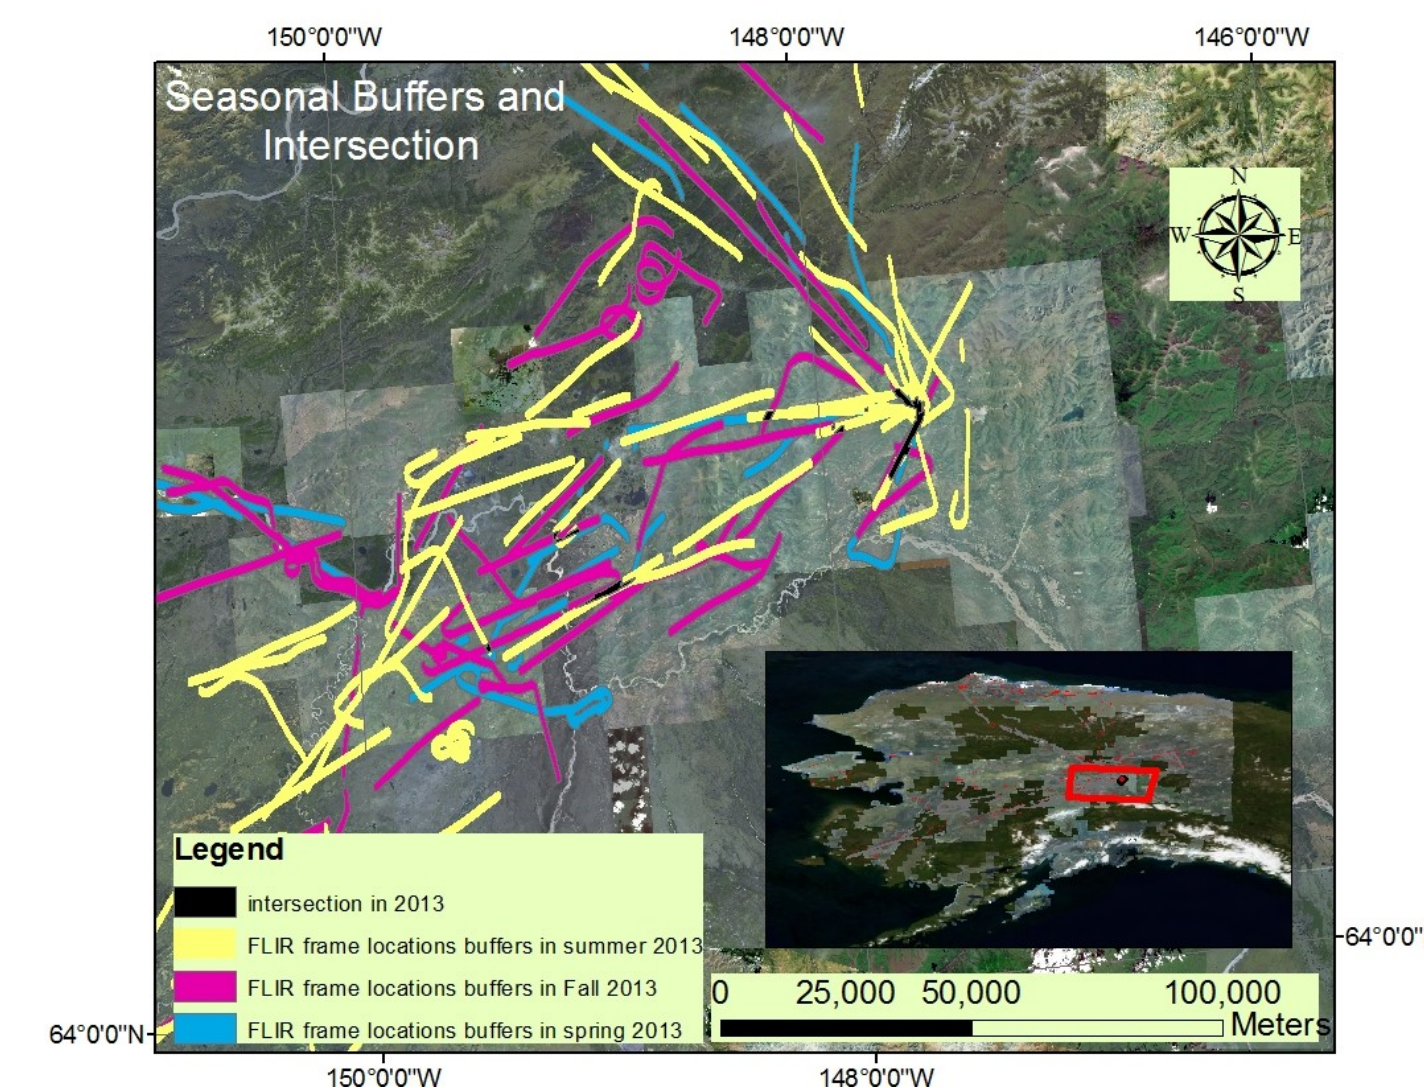 150°0'0"W 148°0'0"W 146°0'0"W
Seasonal Buffers and
Intersection
N
W E
S
Legend
intersection in 2013
FLIR frame locations buffers in summer 2013
FLIR frame locations buffers in Fall 2013
FLIR frame locations buffers in spring 2013
64°0'0"
0 25,000 50,000 100,000
Meters
64°0'0"N
150°0'0"W 148°0'0"W